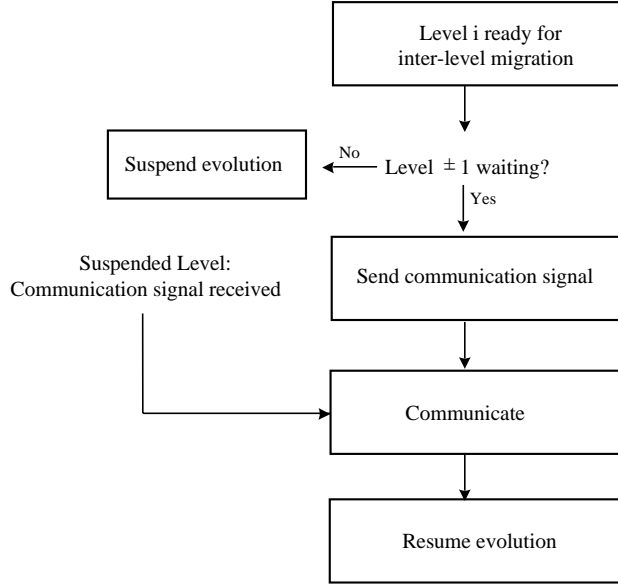 Level i ready for
inter-level migration
No
Suspend evolution
Level ± 1 waiting?
Yes
Suspended Level:
Communication signal received
Send communication signal
Communicate
Resume evolution